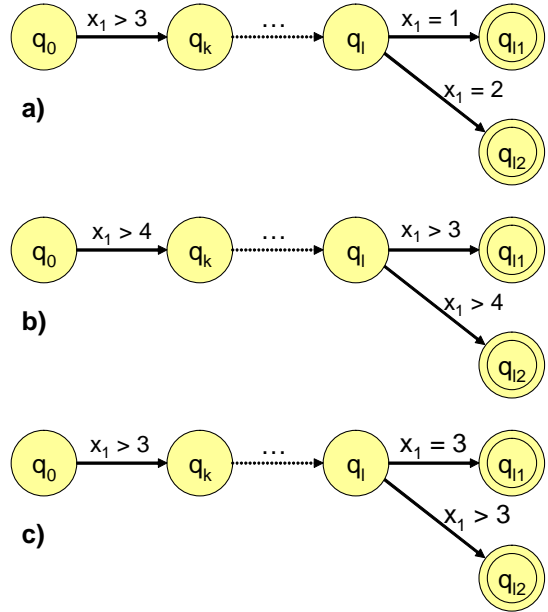 x₁ > 3 ... x₁ = 1
q₀ qₖ qₗ qₗ₁
x₁ = 2
a)
qₗ₂
x₁ > 4 ... x₁ > 3
q₀ qₖ qₗ qₗ₁
x₁ > 4
b)
qₗ₂
x₁ > 3 ... x₁ = 3
q₀ qₖ qₗ qₗ₁
x₁ > 3
c)
qₗ₂